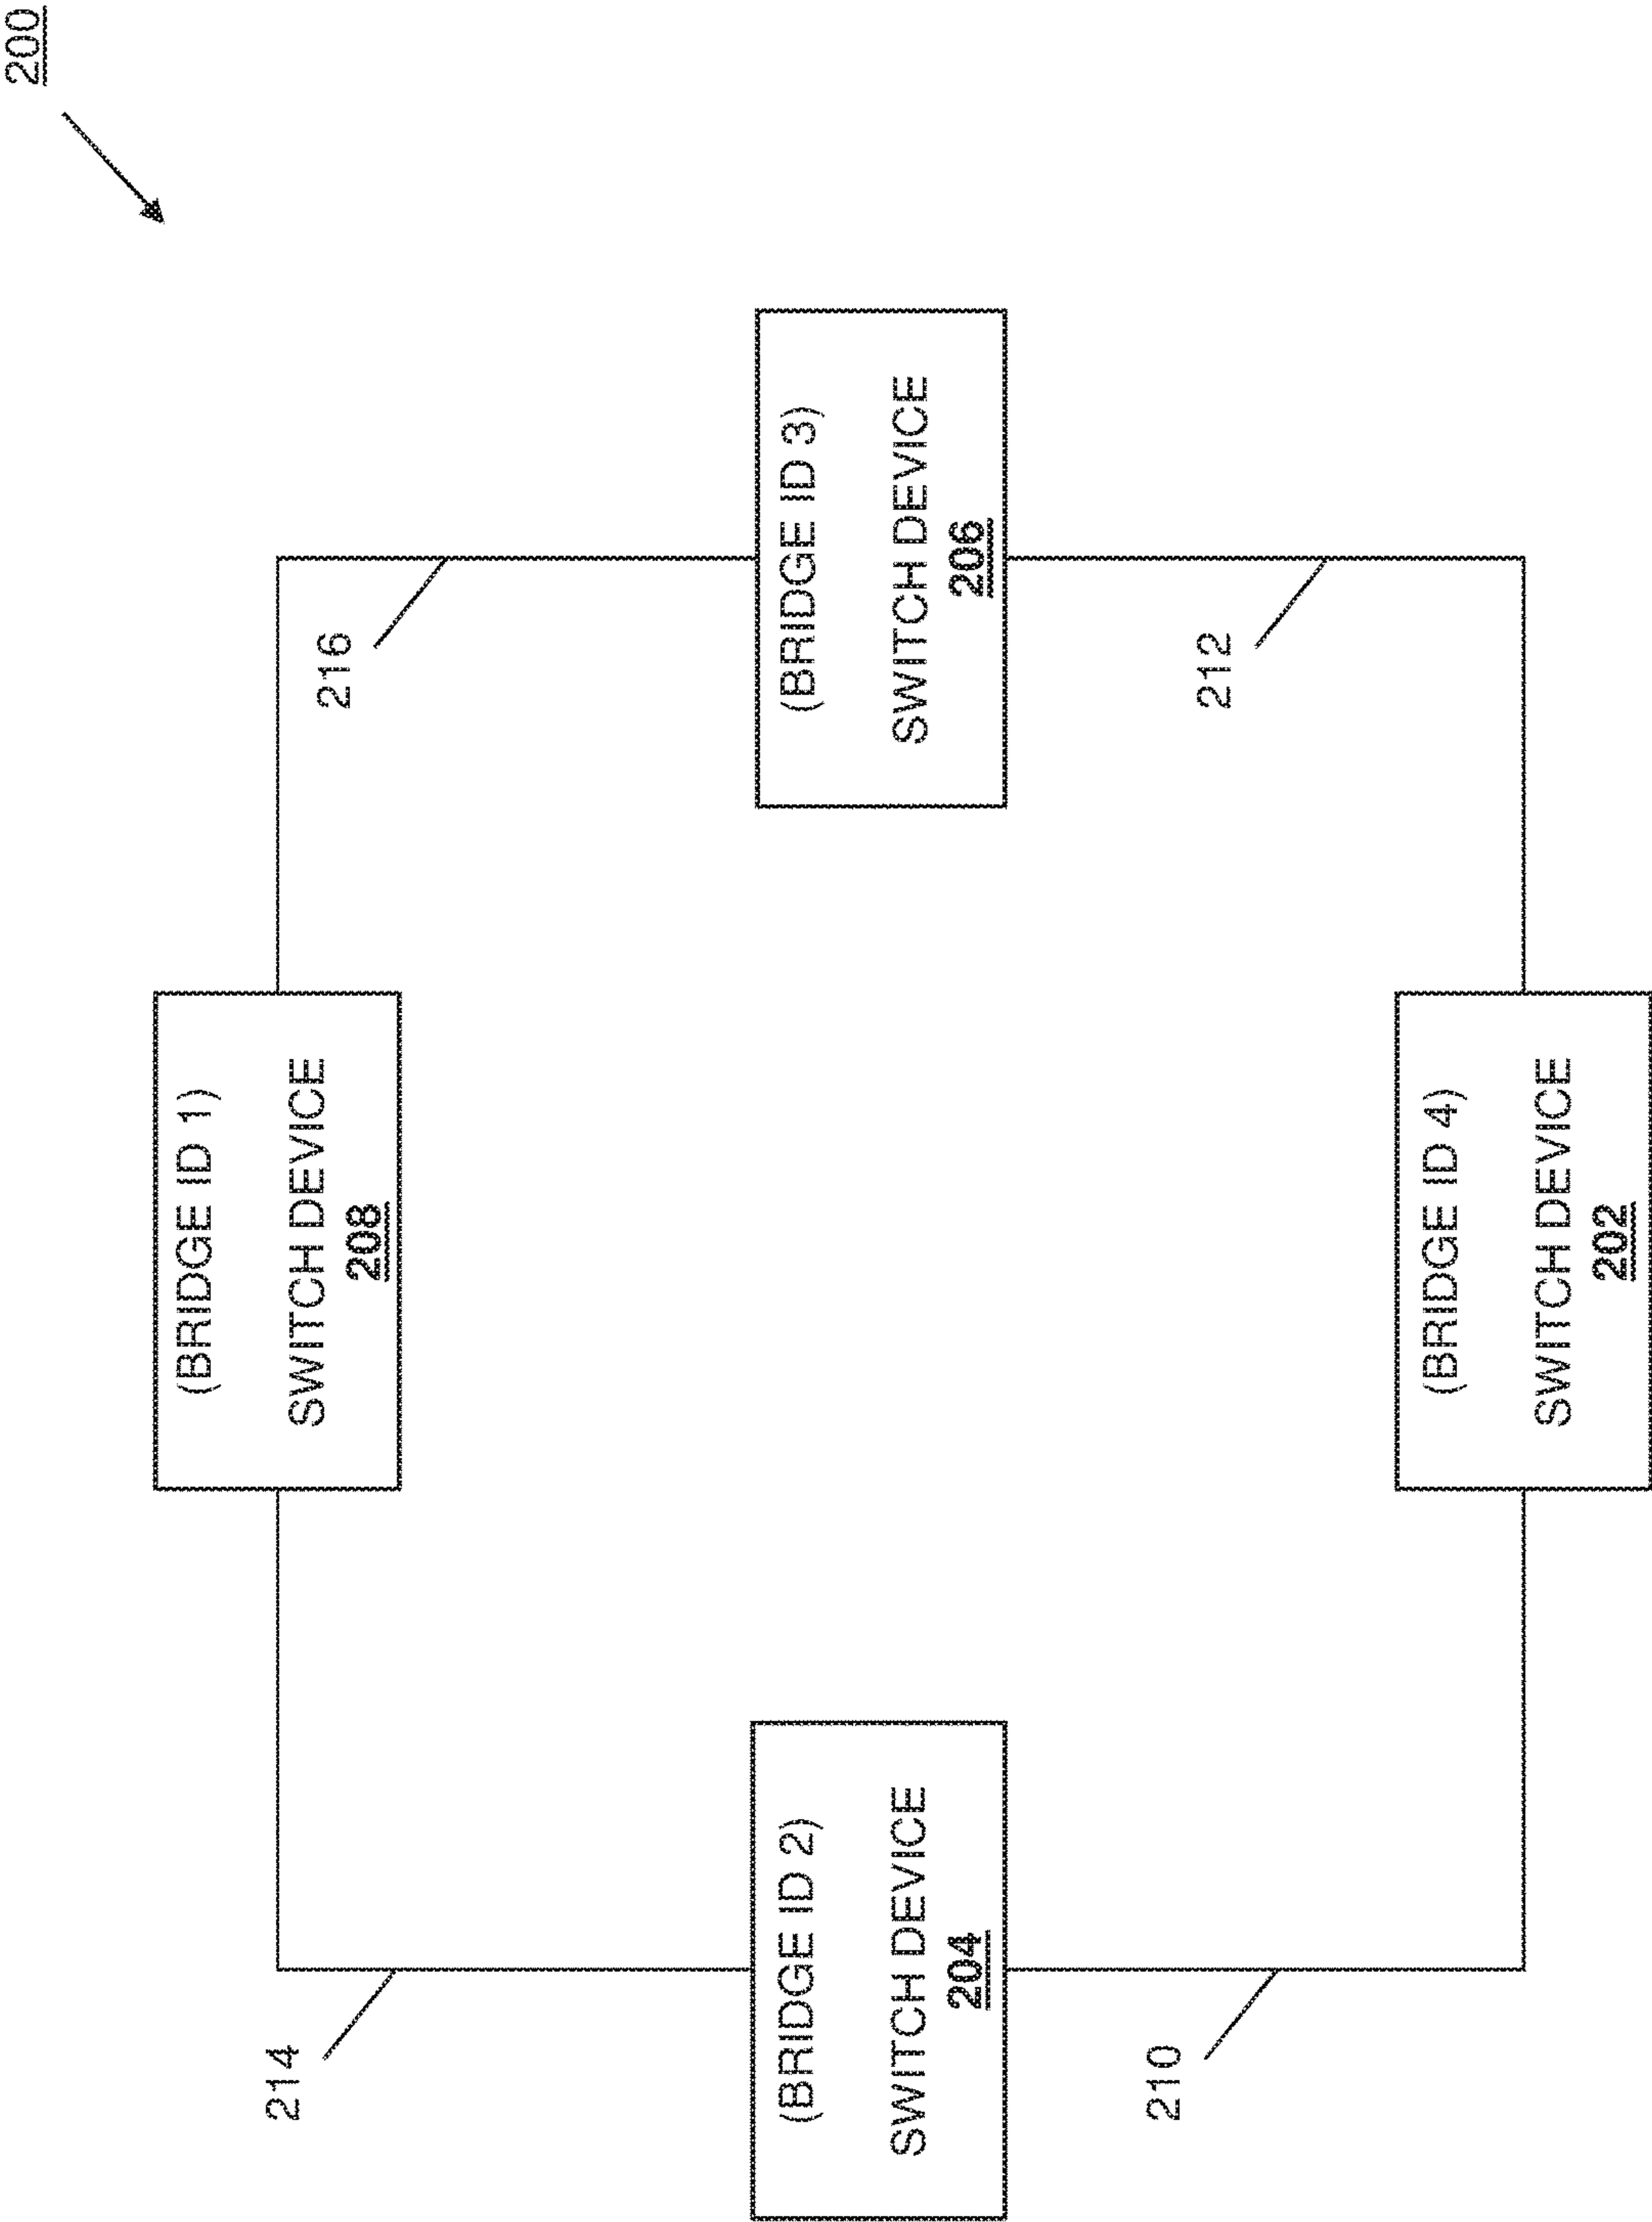 200
(BRIDGE ID 1)
SWITCH DEVICE
208
214
216
(BRIDGE ID 2)
SWITCH DEVICE
204
(BRIDGE ID 3)
SWITCH DEVICE
206
210
212
(BRIDGE ID 4)
SWITCH DEVICE
202